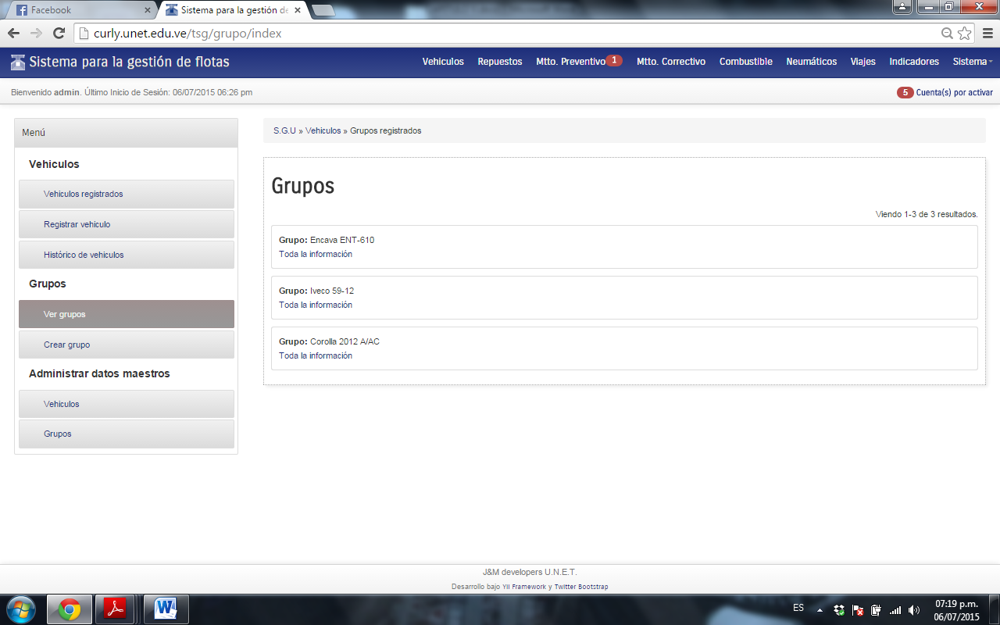 Facebook
Sistema para la gestión de
curly.unet.edu.ve/tsg/grupo/index
Sistema para la gestión de flotas
Vehiculos Repuestos Mtto. Preventivo 1 Mtto. Correctivo Combustible Neumáticos Viajes Indicadores Sistema
Bienvenido admin. Último Inicio de Sesión: 06/07/2015 06:26 pm
5 Cuenta(s) por activar
Menú
Vehiculos
Vehiculos registrados
Registrar vehiculo
Histórico de vehiculos
Grupos
Ver grupos
Crear grupo
Administrar datos maestros
Vehiculos
Grupos
S.G.U » Vehiculos » Grupos registrados
Grupos
Viendo 1-3 de 3 resultados.
Grupo: Encava ENT-610
Toda la información
Grupo: Iveco 59-12
Toda la información
Grupo: Corolla 2012 A/AC
Toda la información
J&M developers U.N.E.T.
Desarrollo bajo Yii Framework y Twitter Bootstrap
ES
07:19 p.m.
06/07/2015